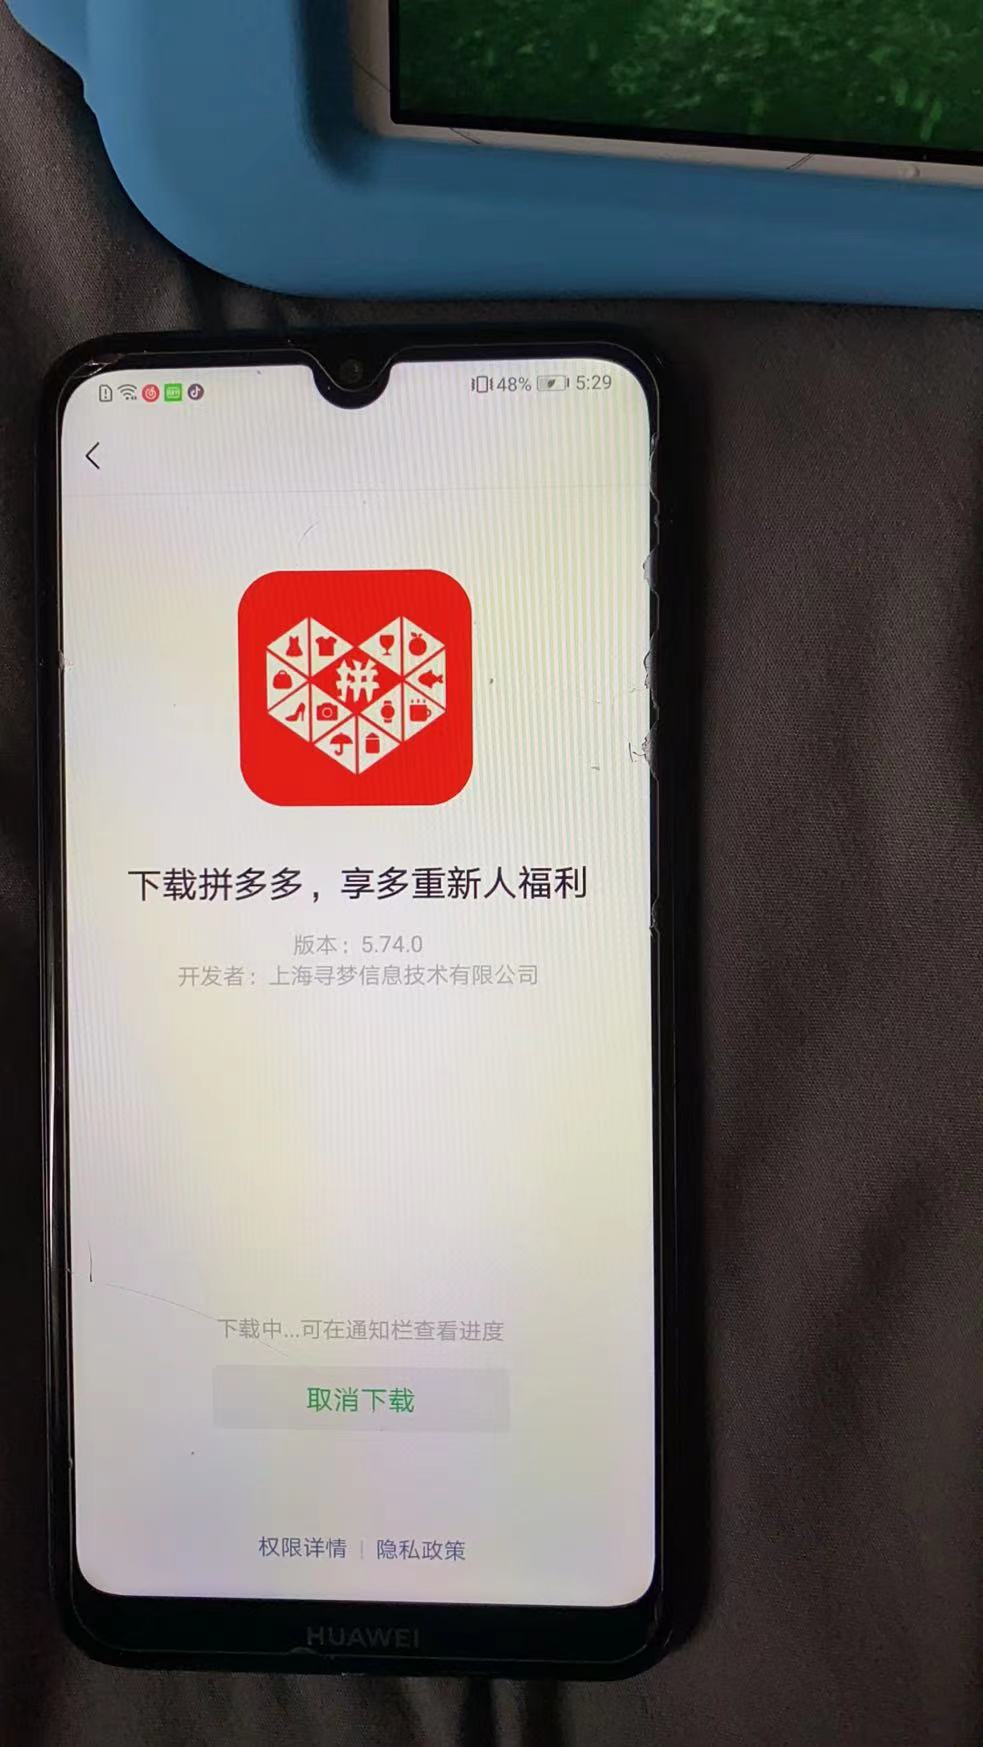 48% 5:29
拼
下载拼多多，享多重新人福利
版本：5.74.0
开发者：上海寻梦信息技术有限公司
下载中...可在通知栏查看进度
取消下载
权限详情 | 隐私政策
HUAWEI